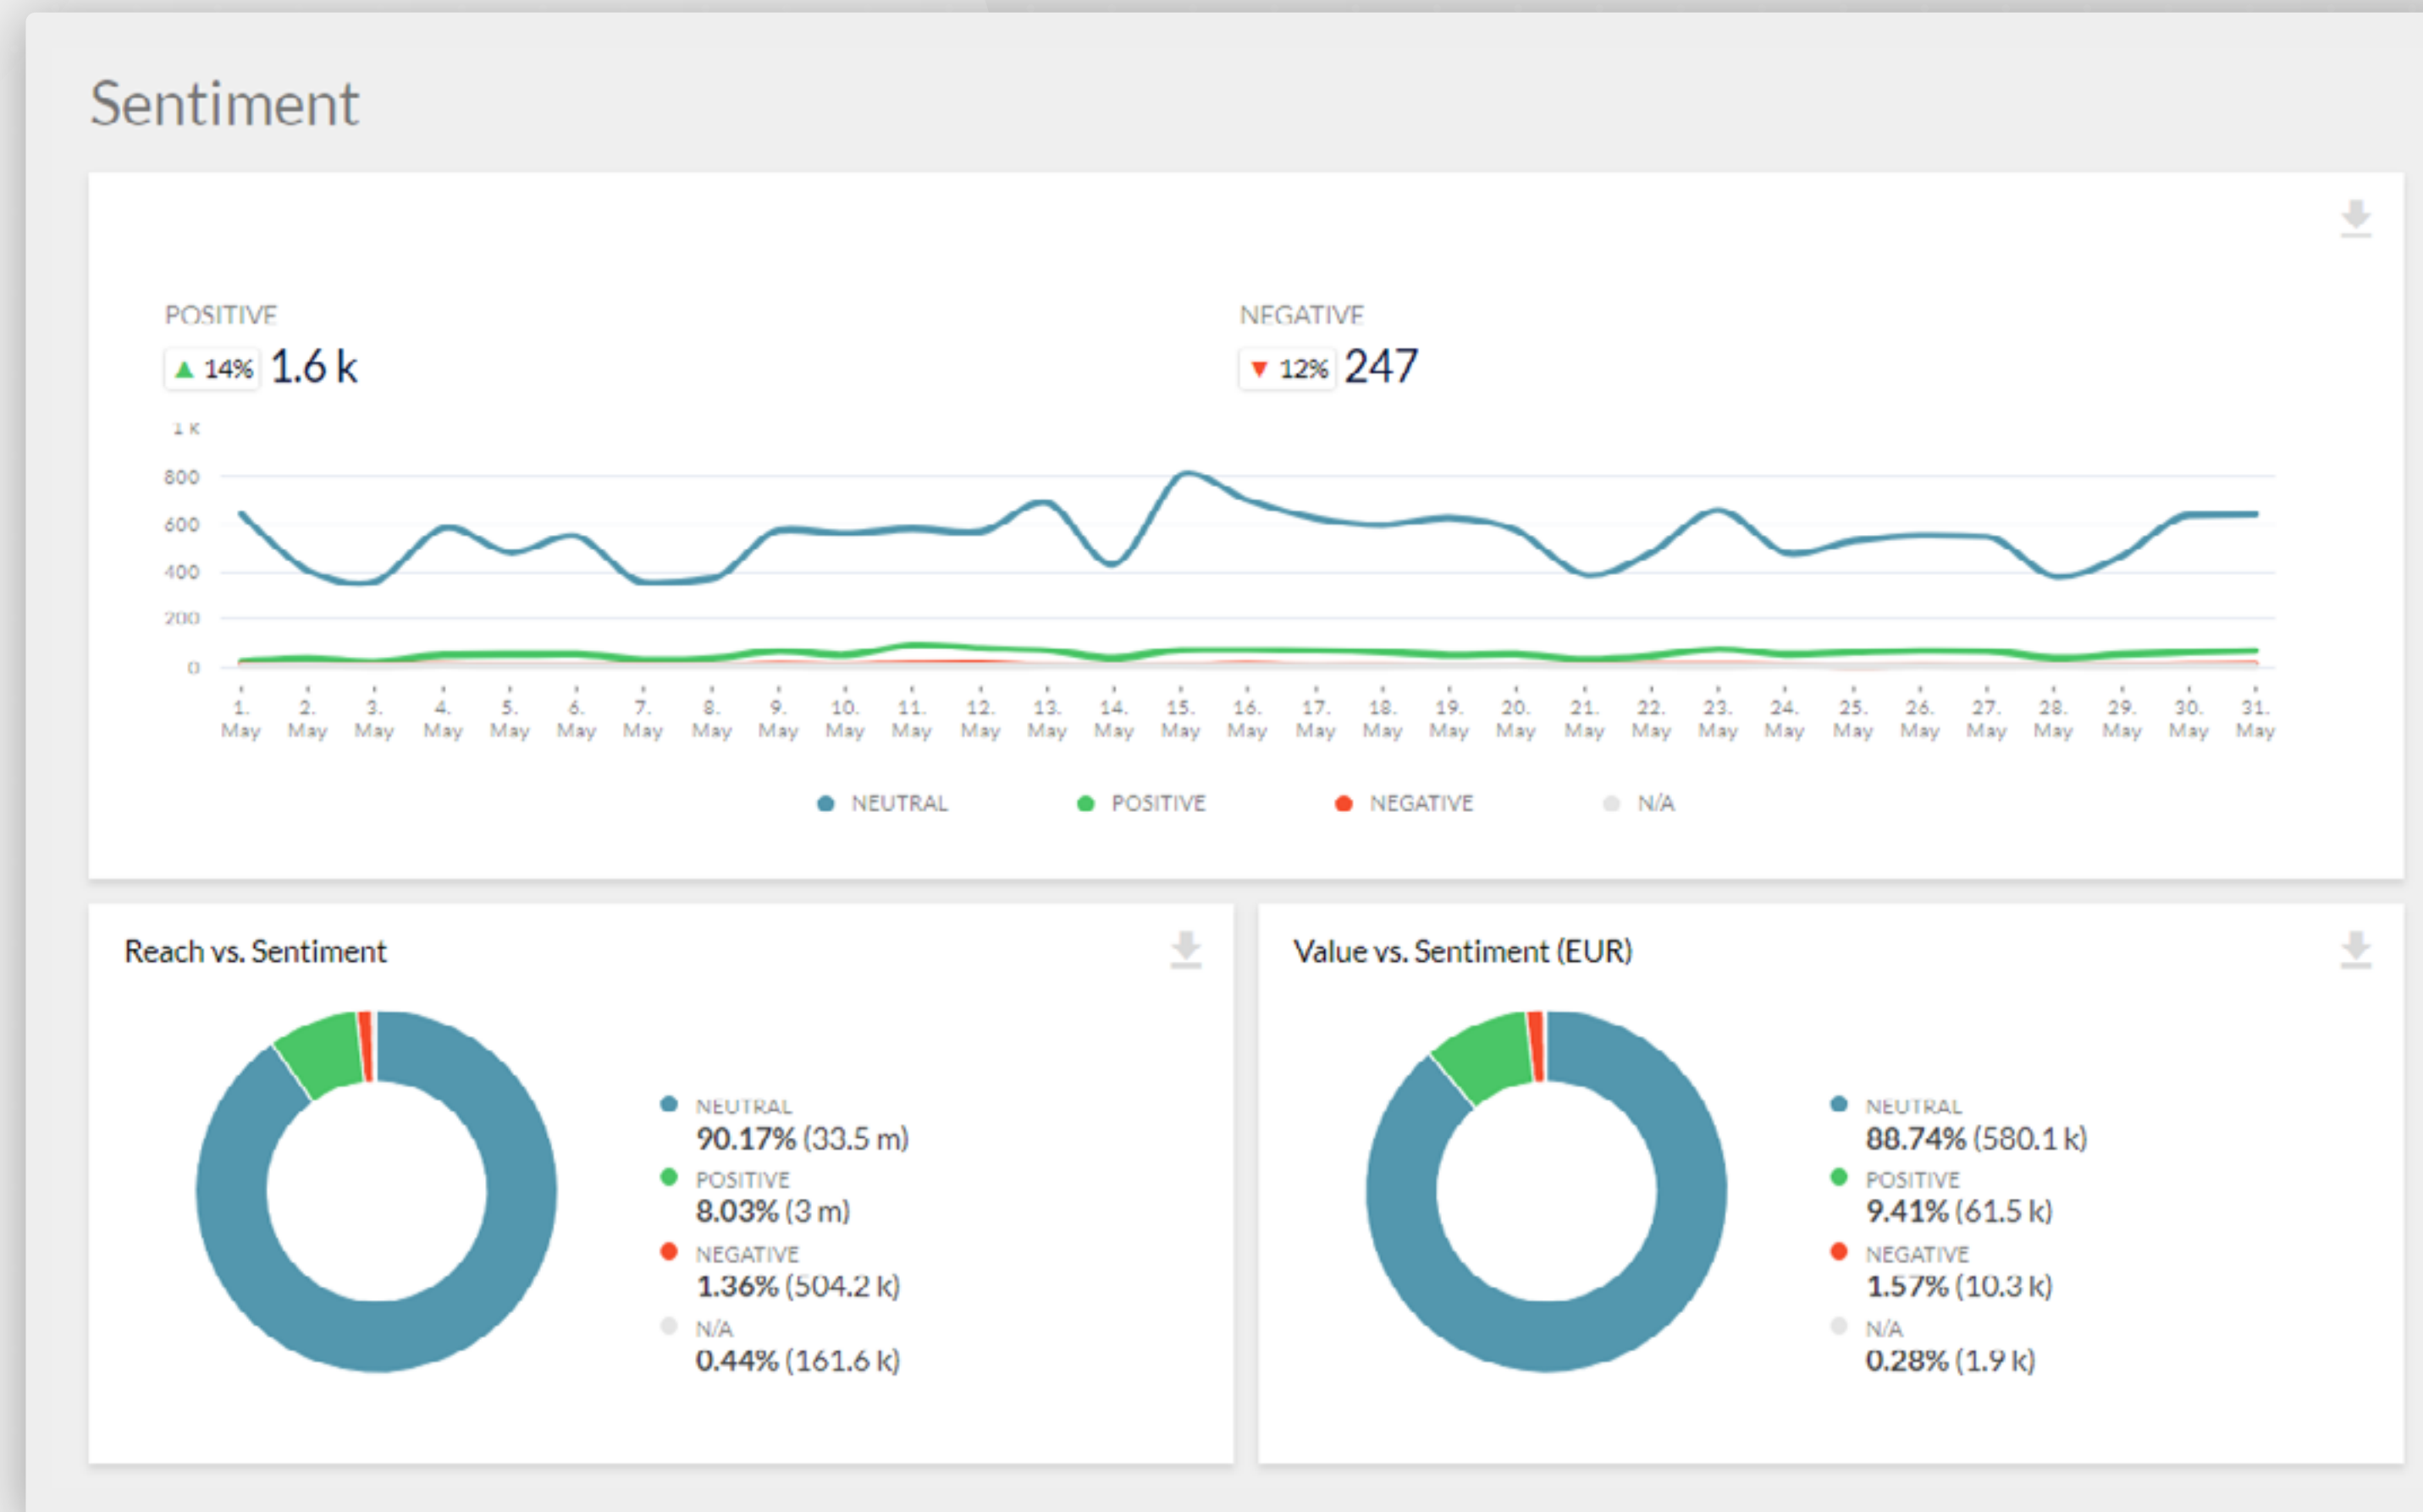 Sentiment
POSITIVE
14% 1.6 k
NEGATIVE
12% 247
1 k
800
600
400
200
0
1. 2. 3. 4. 5. 6. 7. 8. 9. 10. 11. 12. 13. 14. 15. 16. 17. 18. 19. 20. 21. 22. 23. 24. 25. 26. 27. 28. 29. 30. 31.
May May May May May May May May May May May May May May May May May May May May May May May May May May May May May May May
NEUTRAL POSITIVE NEGATIVE N/A
Reach vs. Sentiment
NEUTRAL
90.17% (33.5 m)
POSITIVE
8.03% (3 m)
NEGATIVE
1.36% (504.2 k)
N/A
0.44% (161.6 k)
Value vs. Sentiment (EUR)
NEUTRAL
88.74% (580.1 k)
POSITIVE
9.41% (61.5 k)
NEGATIVE
1.57% (10.3 k)
N/A
0.28% (1.9 k)